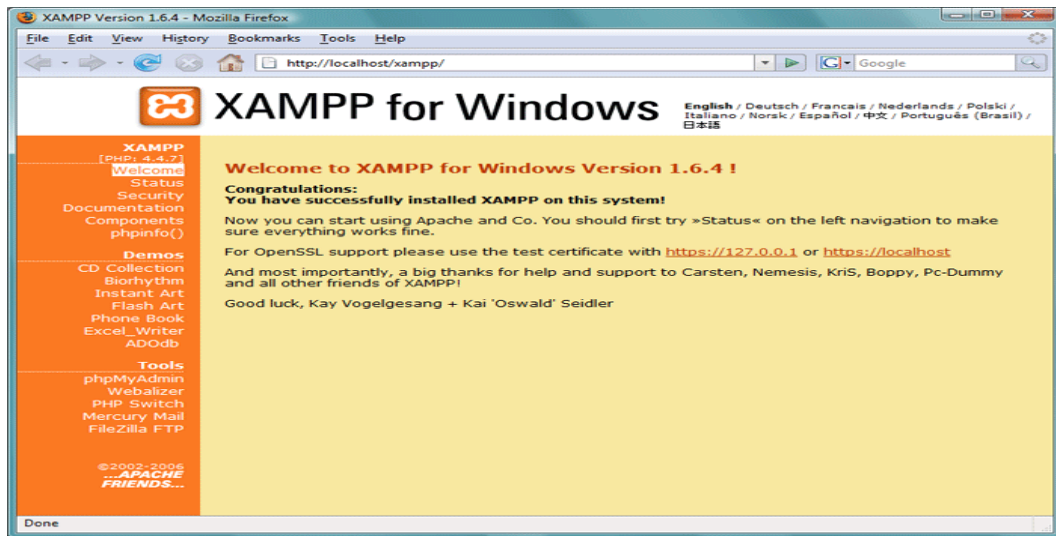 XAMPP Version 1.6.4 - Mozilla Firefox
File Edit View History Bookmarks Tools Help
http://localhost/xampp/ G Google
XAMPP for Windows
English / Deutsch / Francais / Nederlands / Polski /
Italiano / Norsk / Español / 中文 / Português (Brasil) /
日本語
XAMPP
[PHP: 4.4.7]
Welcome
Status
Security
Documentation
Components
phpinfo()
Demos
CD Collection
Biorhythm
Instant Art
Flash Art
Phone Book
Excel_Writer
ADOdb
Tools
phpMyAdmin
Webalizer
PHP Switch
Mercury Mail
FileZilla FTP
©2002-2006
...APACHE
FRIENDS...
Welcome to XAMPP for Windows Version 1.6.4 !
Congratulations:
You have successfully installed XAMPP on this system!
Now you can start using Apache and Co. You should first try »Status« on the left navigation to make
sure everything works fine.
For OpenSSL support please use the test certificate with https://127.0.0.1 or https://localhost
And most importantly, a big thanks for help and support to Carsten, Nemesis, KriS, Boppy, Pc-Dummy
and all other friends of XAMPP!
Good luck, Kay Vogelgesang + Kai 'Oswald' Seidler
Done